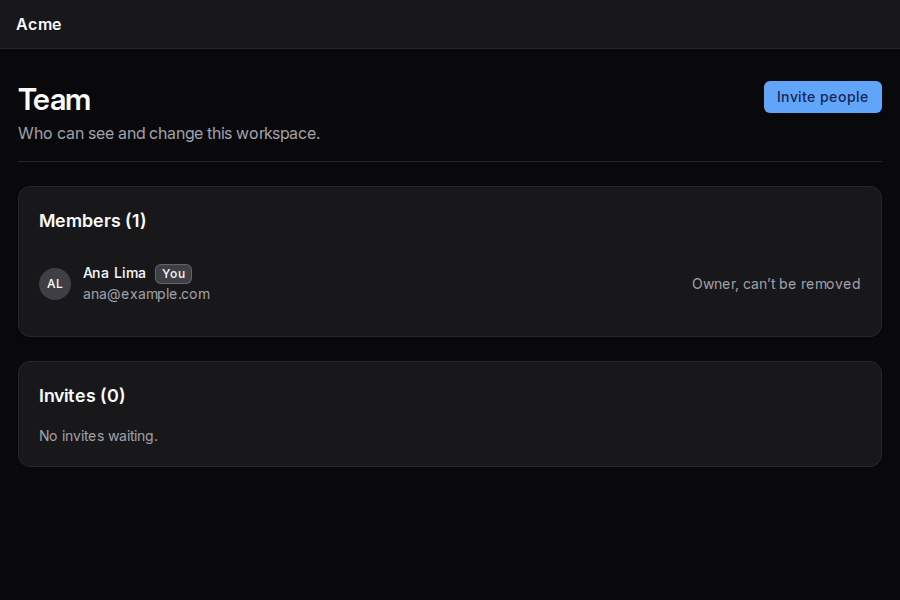 Acme
Team
Invite people
Who can see and change this workspace.
Members (1)
AL
Ana Lima You
ana@example.com
Owner, can’t be removed
Invites (0)
No invites waiting.